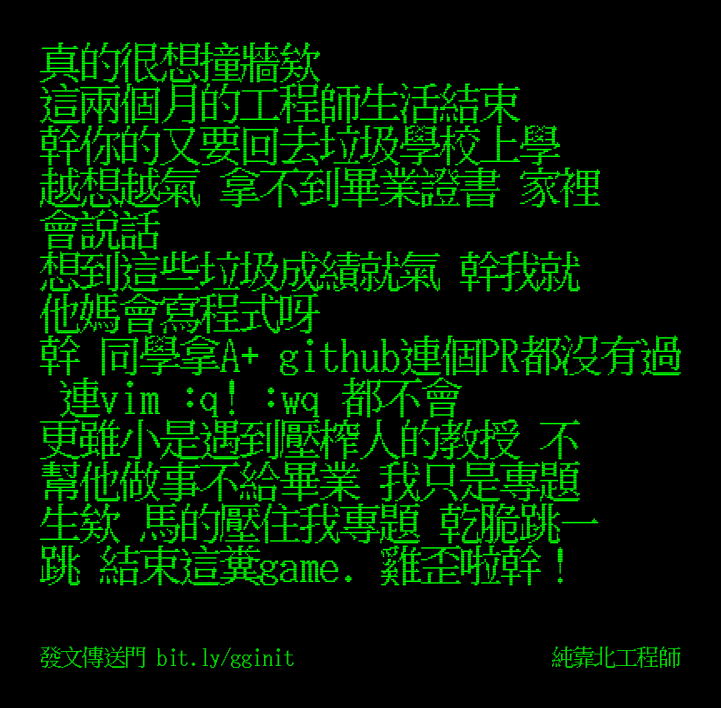 真的很想撞牆欸
這兩個月的工程師生活結束
幹你的又要回去垃圾學校上學
越想越氣 拿不到畢業證書 家裡
會說話
想到這些垃圾成績就氣 幹我就
他媽會寫程式呀
幹 同學拿A+ github連個PR都沒有過
連vim :q! :wq 都不會
更雖小是遇到壓榨人的教授 不
幫他做事不給畢業 我只是專題
生欸 馬的壓住我專題 乾脆跳一
跳 結束這糞game. 雞歪啦幹！
發文傳送門 bit.ly/gginit
純靠北工程師